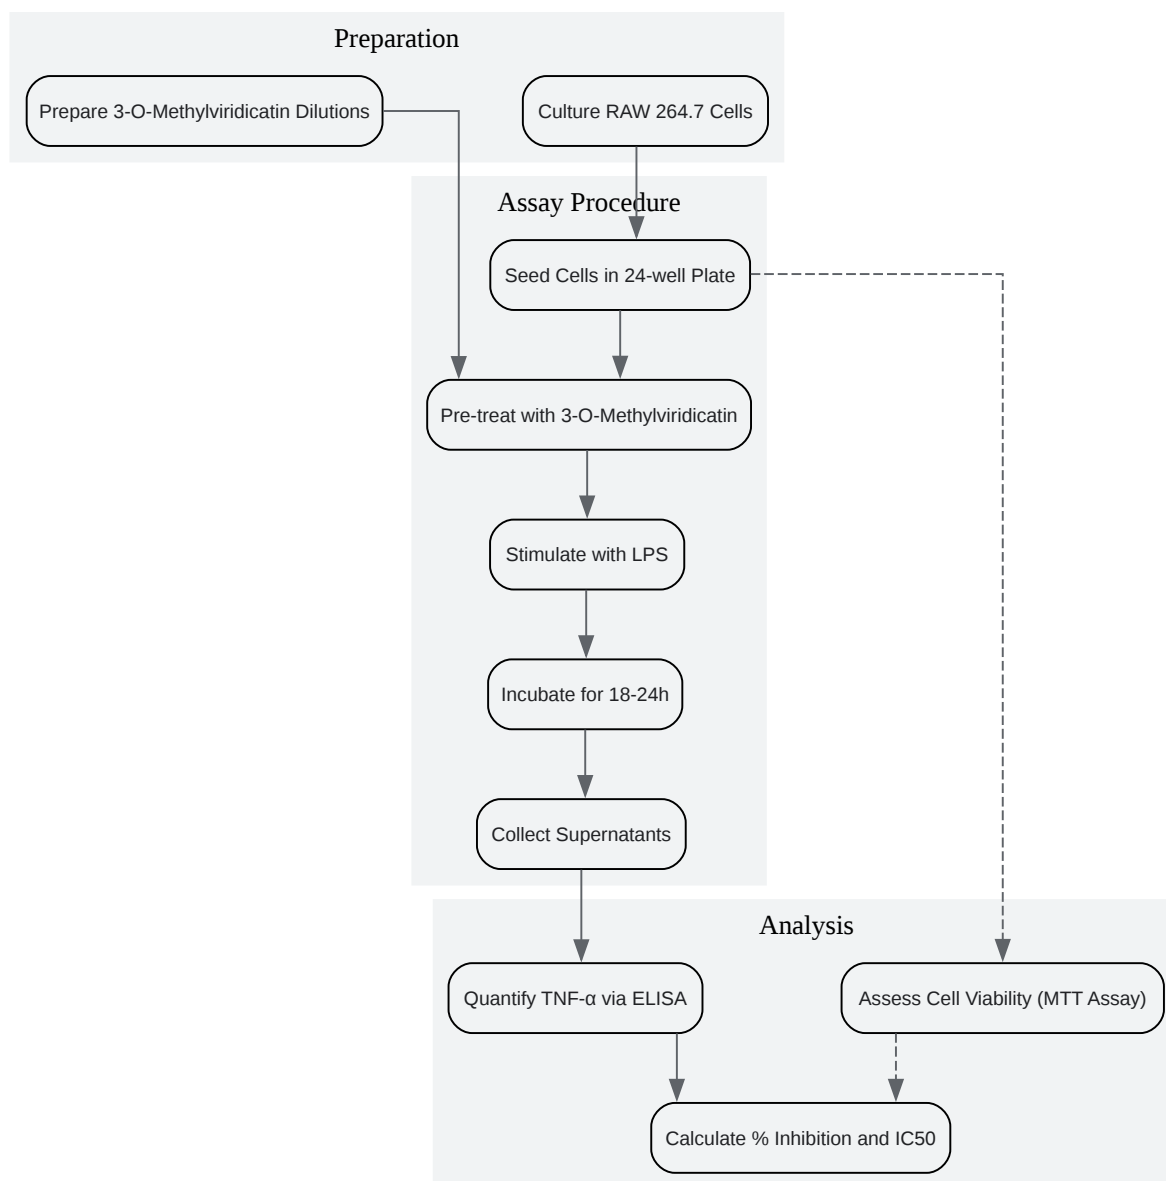 Preparation
Prepare 3-O-Methylviridicatin Dilutions
Culture RAW 264.7 Cells
Assay Procedure
Seed Cells in 24-well Plate
Pre-treat with 3-O-Methylviridicatin
Stimulate with LPS
Incubate for 18-24h
Collect Supernatants
Analysis
Quantify TNF-α via ELISA
Assess Cell Viability (MTT Assay)
Calculate % Inhibition and IC50